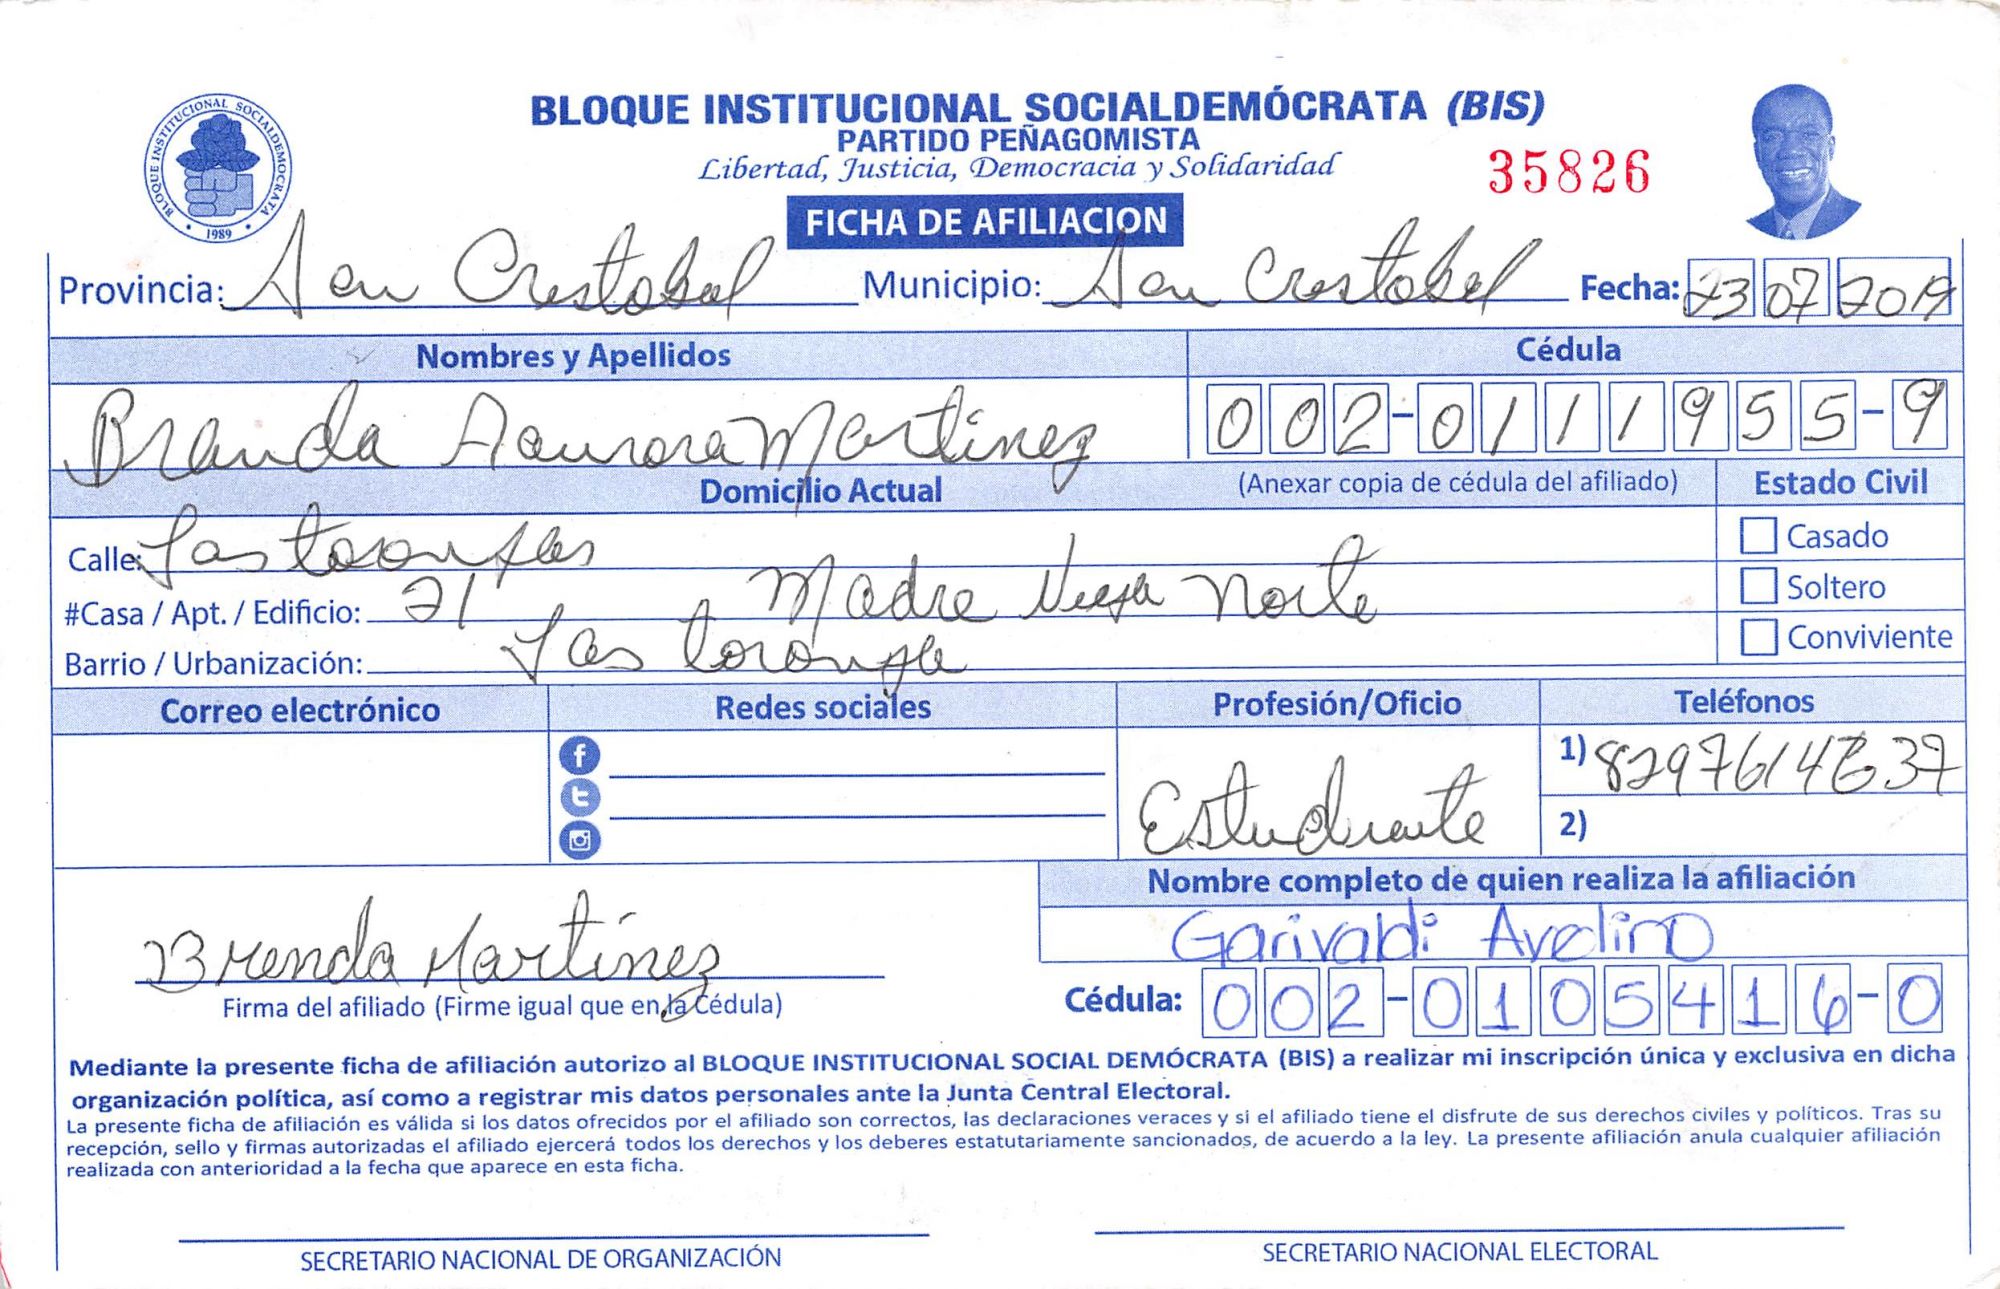 BLOQUE INSTITUCIONAL SOCIALDEMÓCRATA (BIS)
PARTIDO PEÑAGOMISTA
Libertad, Justicia, Democracia y Solidaridad
35826
BLOQUE INSTITUCIONAL SOCIALDEMOCRATA
1989
FICHA DE AFILIACION
Provincia: San Cristobal Municipio: San Cristobal Fecha: 23 07 2019
Nombres y Apellidos Cédula
Branda Aaurora Martinez 002-0111955-9
Domicilio Actual (Anexar copia de cédula del afiliado) Estado Civil
Calle: Las toronjas Casado
#Casa / Apt. / Edificio: 21 Madre Vieja Norte Soltero
Barrio / Urbanización: Las toronja Conviviente
Correo electrónico Redes sociales Profesión/Oficio Teléfonos
1) 8297614637
Estudiante
2)
Nombre completo de quien realiza la afiliación
Garivaldi Avelino
Brenda Martínez
Firma del afiliado (Firme igual que en la Cédula) Cédula: 002-0105416-0
Mediante la presente ficha de afiliación autorizo al BLOQUE INSTITUCIONAL SOCIAL DEMÓCRATA (BIS) a realizar mi inscripción única y exclusiva en dicha
organización política, así como a registrar mis datos personales ante la Junta Central Electoral.
La presente ficha de afiliación es válida si los datos ofrecidos por el afiliado son correctos, las declaraciones veraces y si el afiliado tiene el disfrute de sus derechos civiles y políticos. Tras su
recepción, sello y firmas autorizadas el afiliado ejercerá todos los derechos y los deberes estatutariamente sancionados, de acuerdo a la ley. La presente afiliación anula cualquier afiliación
realizada con anterioridad a la fecha que aparece en esta ficha.
SECRETARIO NACIONAL DE ORGANIZACIÓN SECRETARIO NACIONAL ELECTORAL